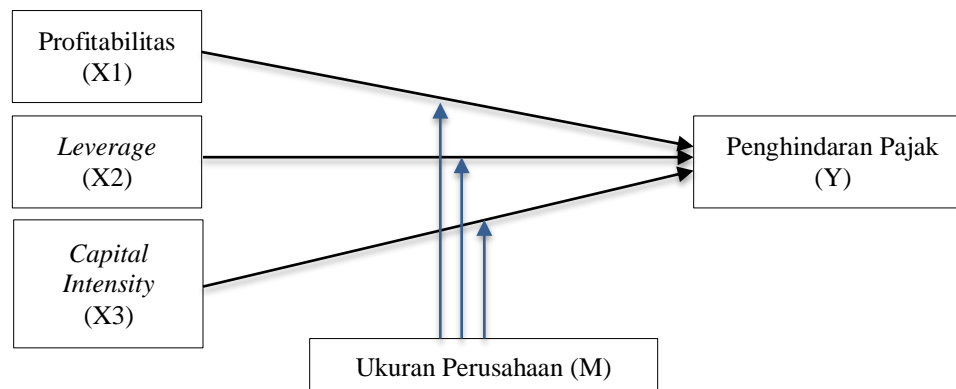 Profitabilitas
(X1)
Leverage
(X2)
Capital
Intensity
(X3)
Penghindaran Pajak
(Y)
Ukuran Perusahaan (M)